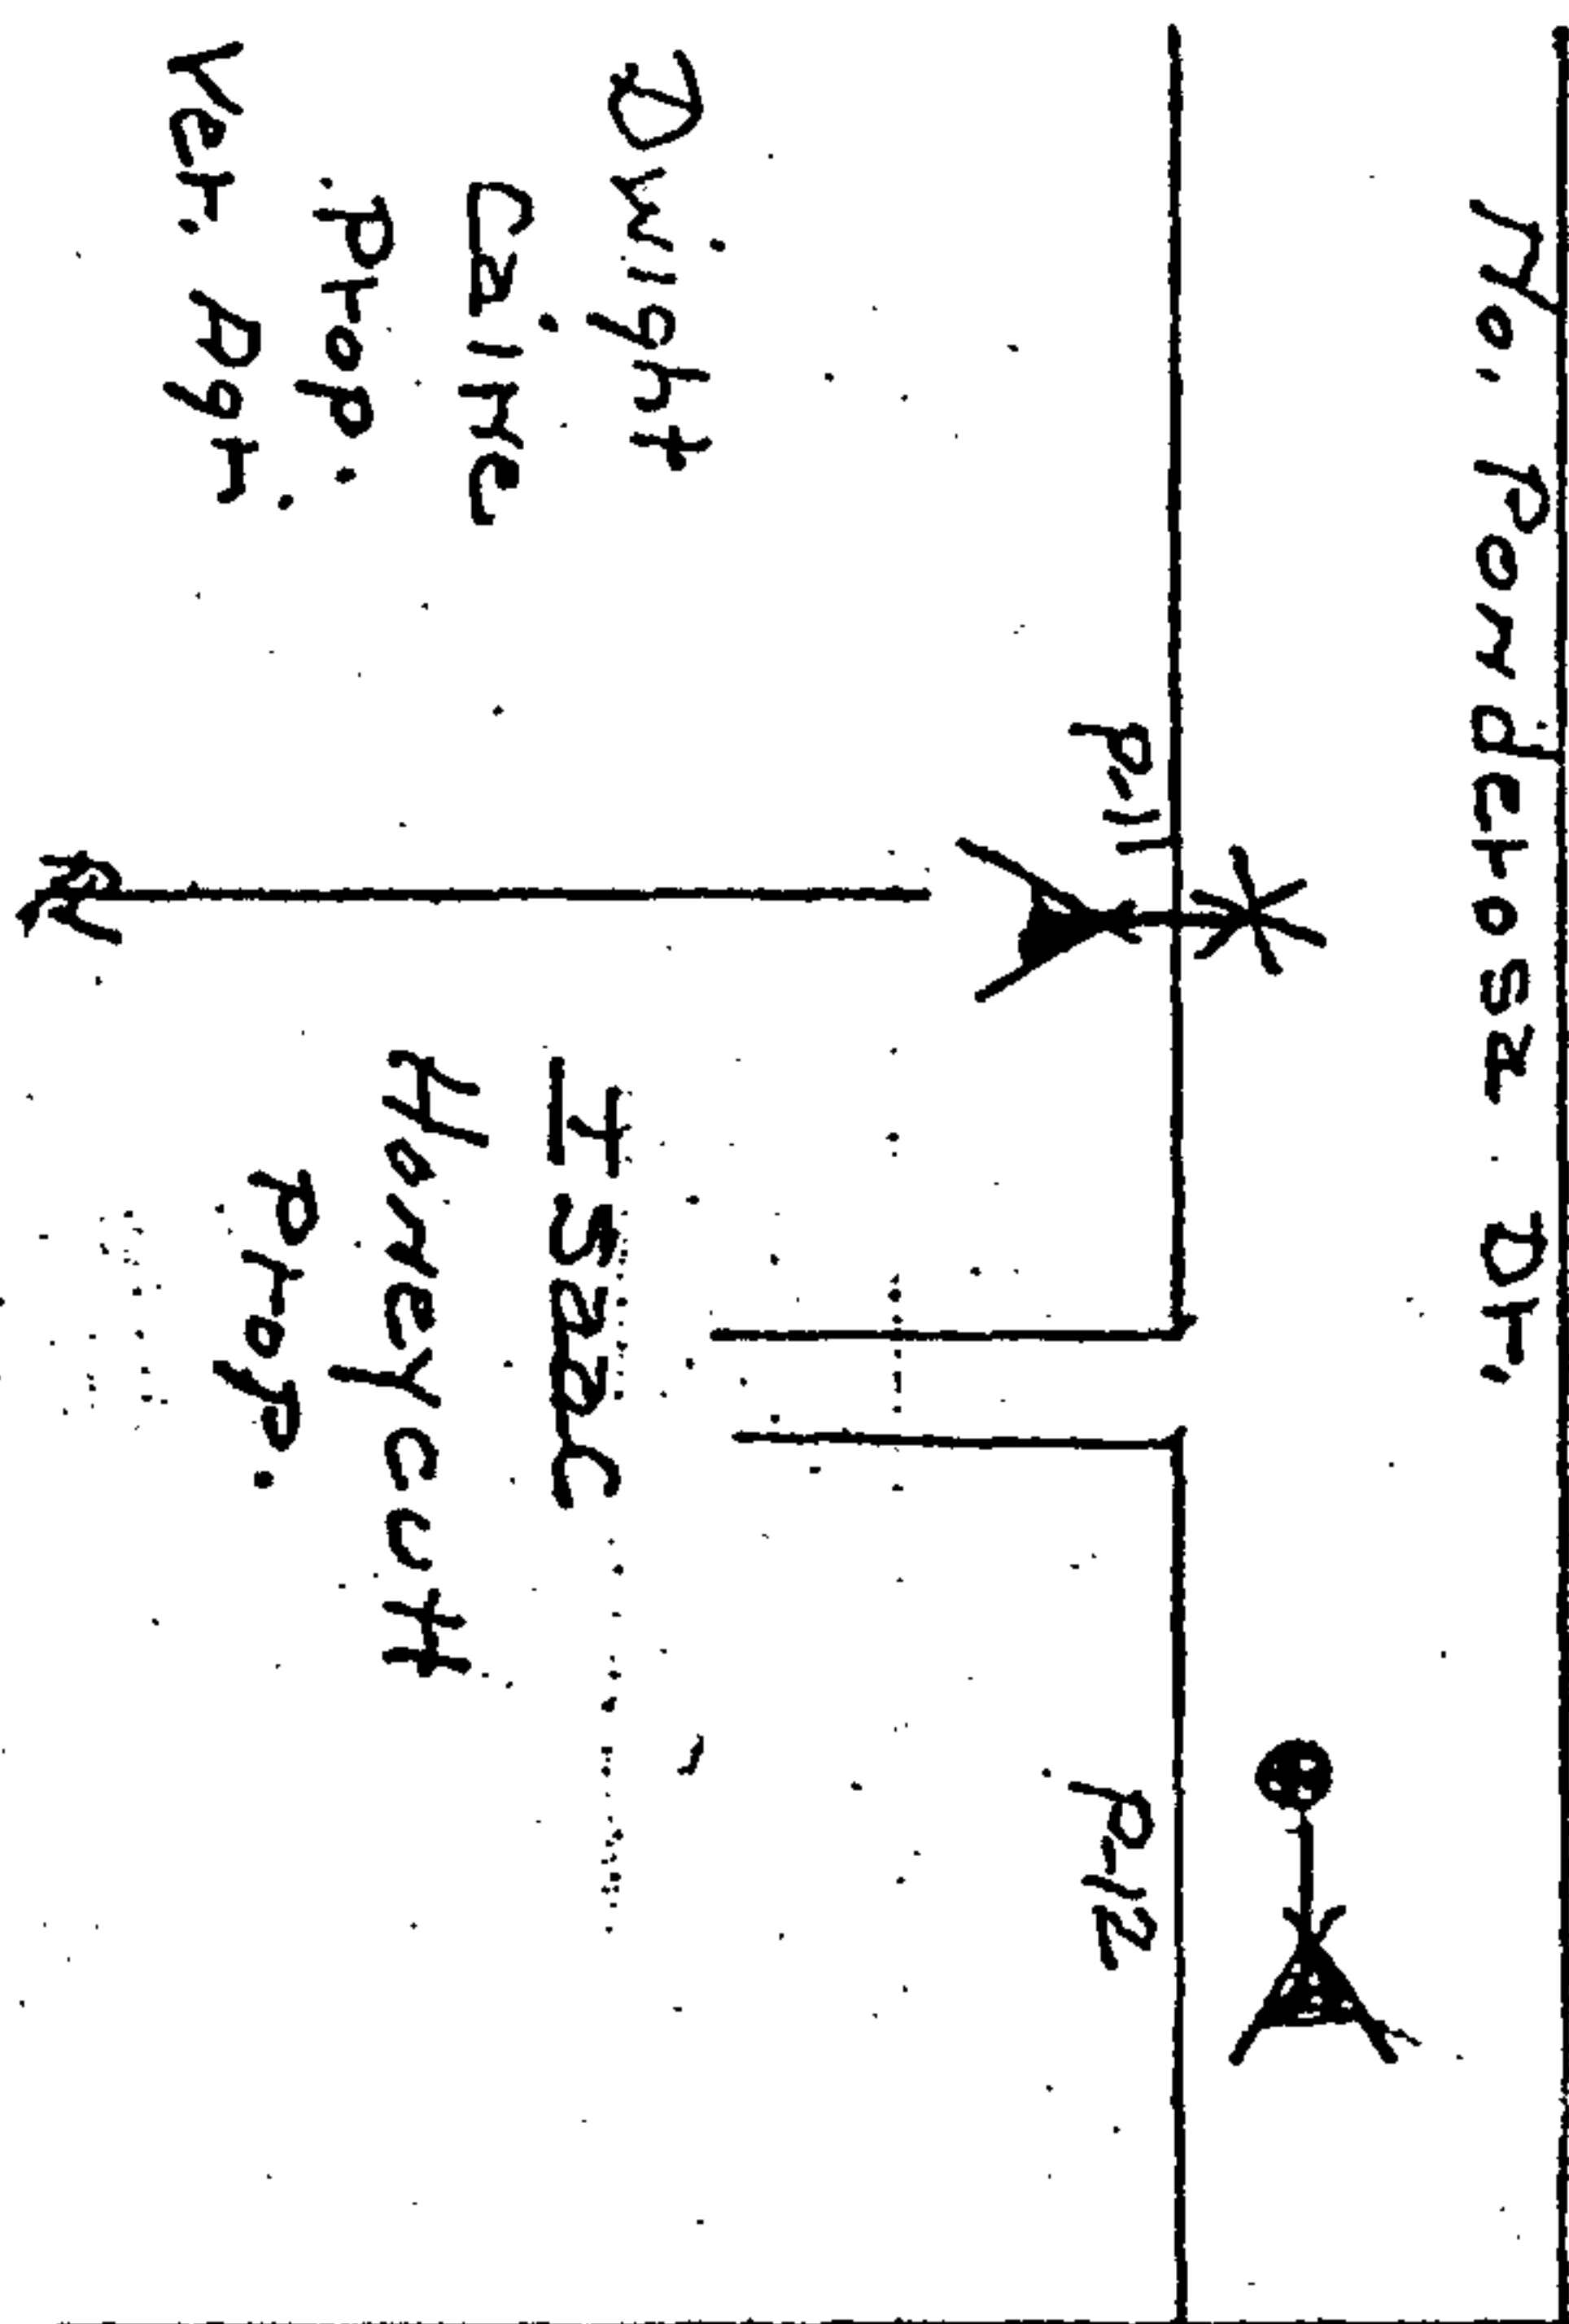 No. Ponderosa Dr.
P-11
P-12
Dwight
Caine
Prop.
Ver. Agr.
Isaac
Honeycutt
Prop.